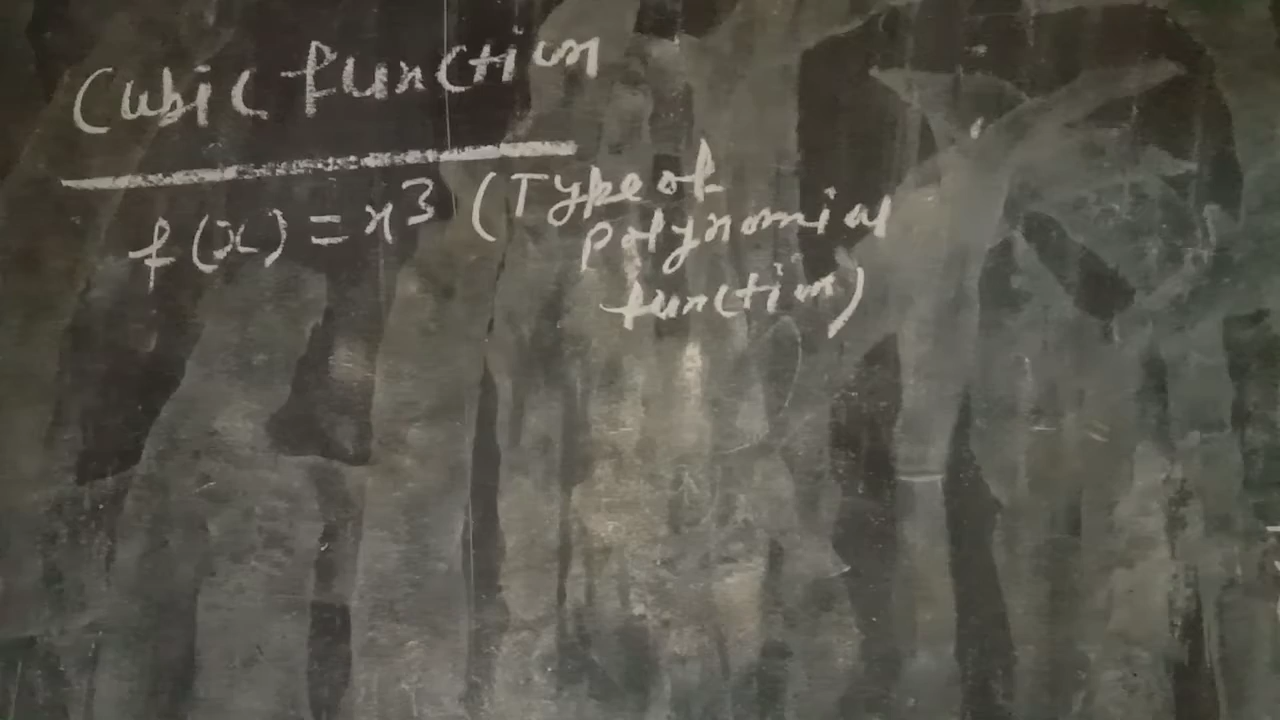 Cubic function
f(x) = x³ (Type of
polynomial
function)